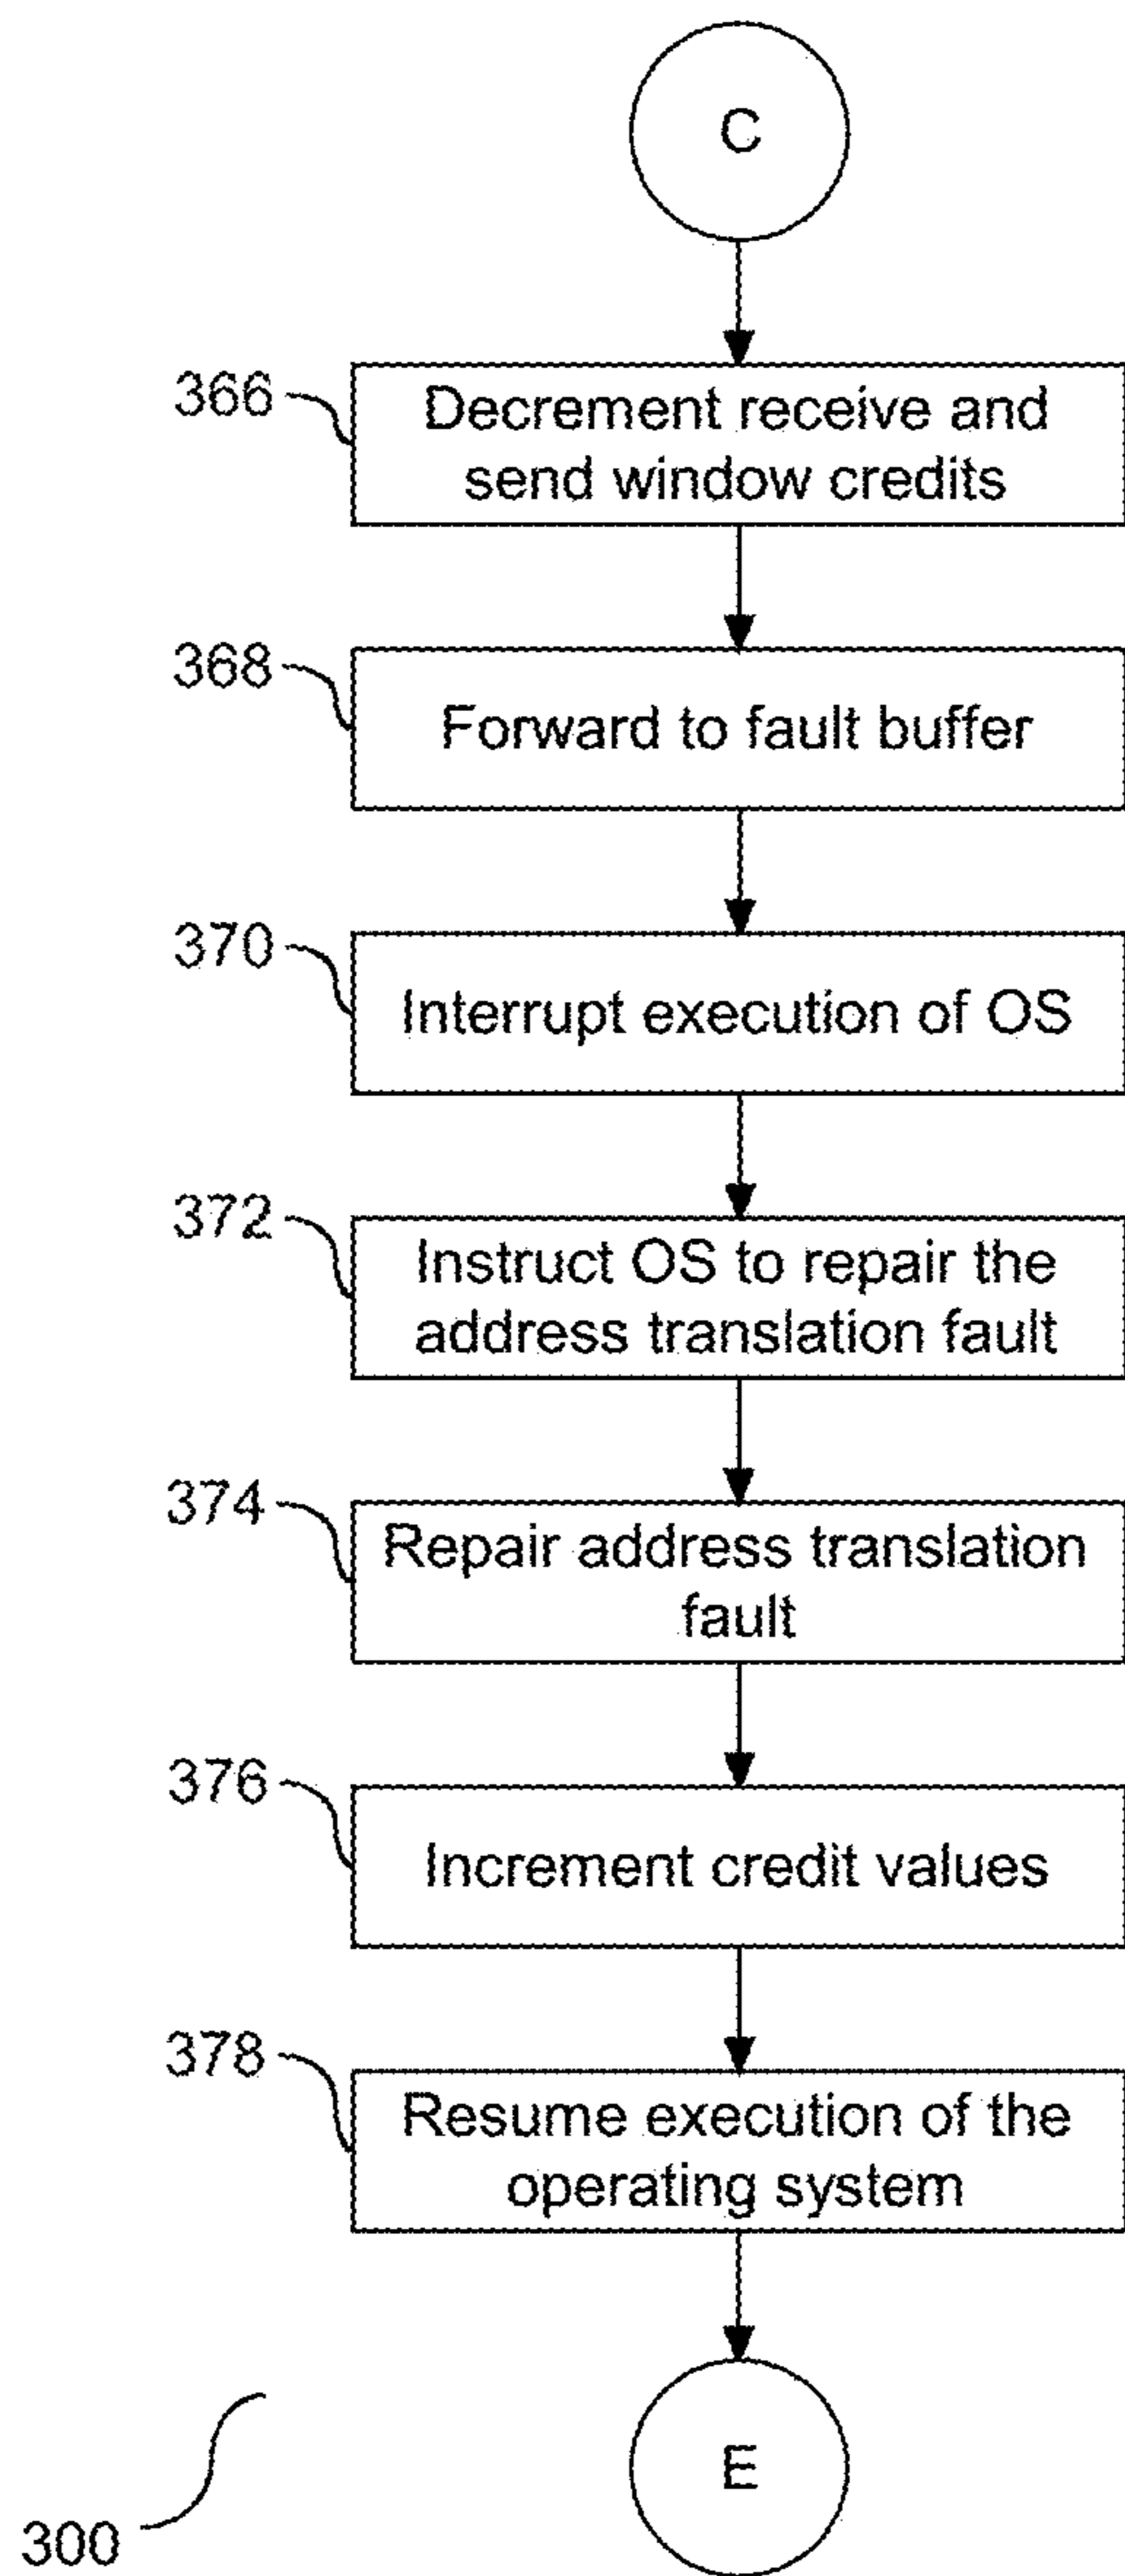 C
366
Decrement receive and
send window credits
368
Forward to fault buffer
370
Interrupt execution of OS
372
Instruct OS to repair the
address translation fault
374
Repair address translation
fault
376
Increment credit values
378
Resume execution of the
operating system
E
300